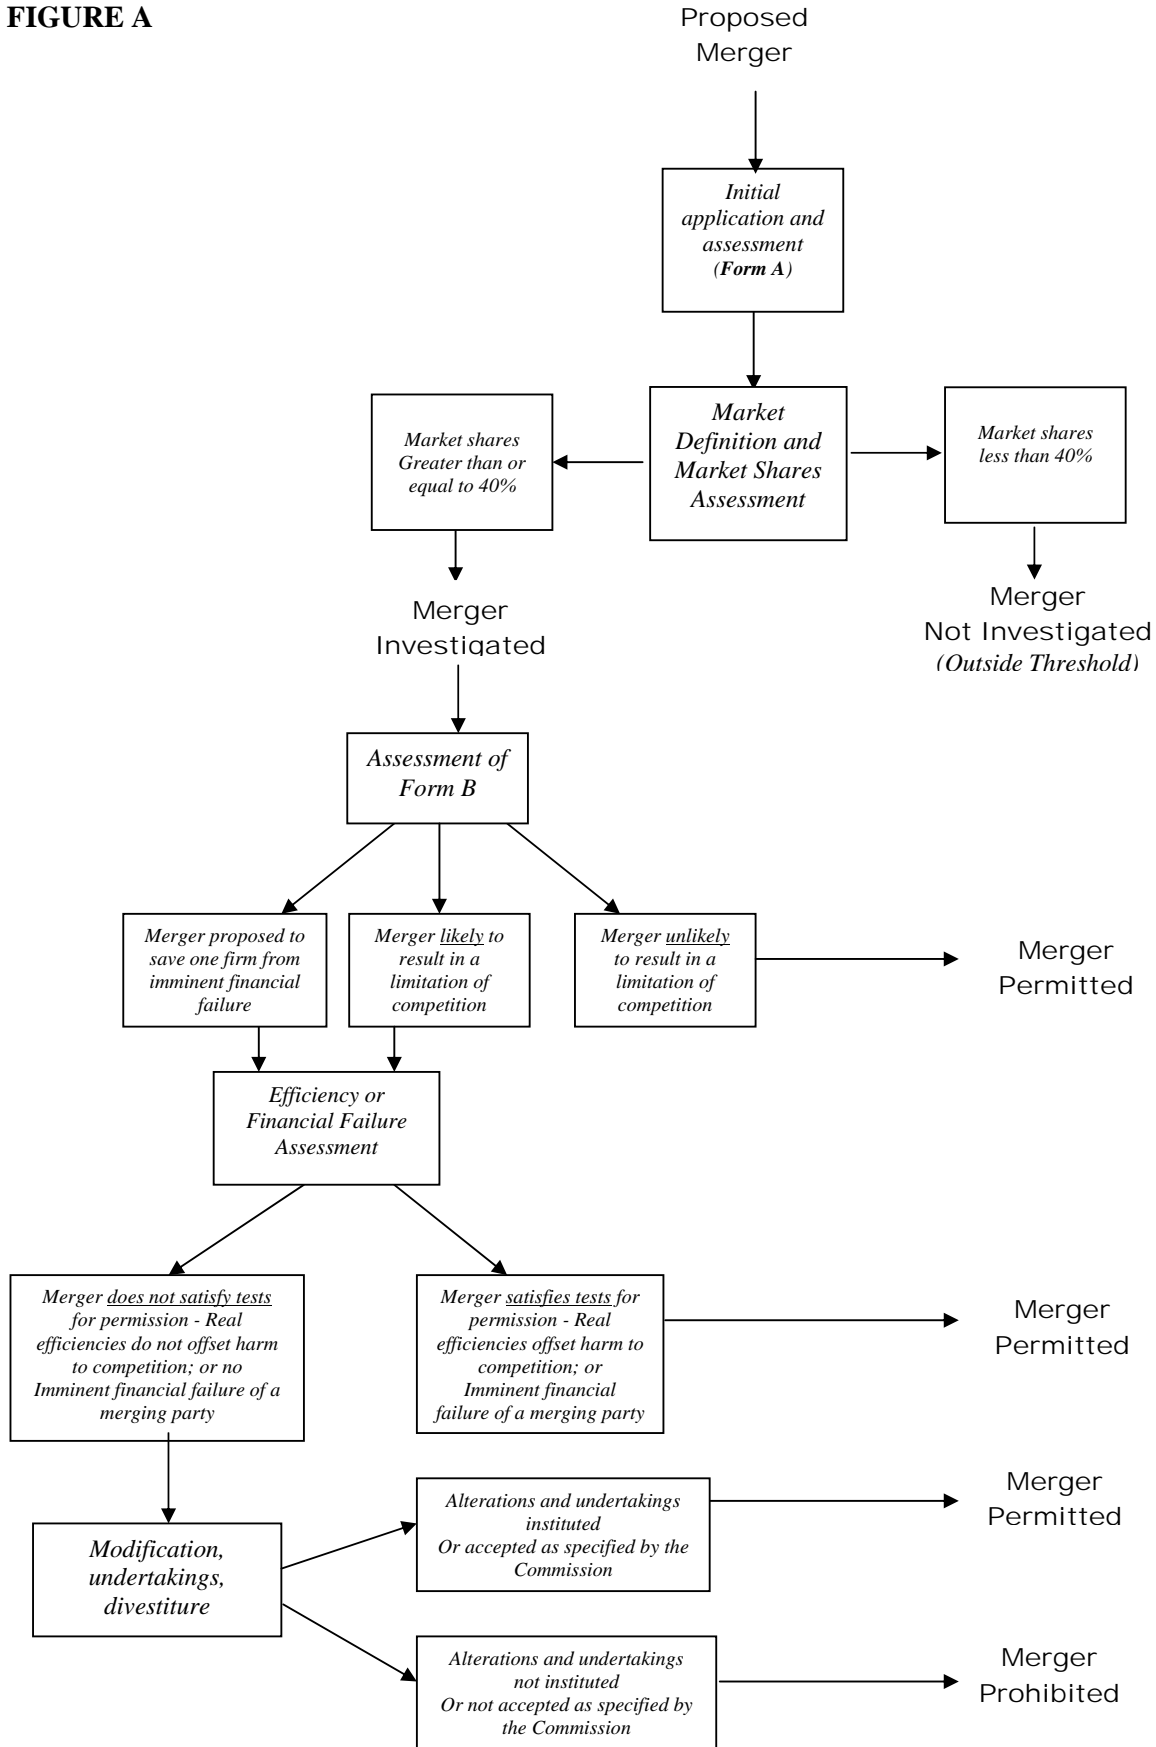 FIGURE A
Proposed
Merger
Initial
application and
assessment
(Form A)
Market shares
Greater than or
equal to 40%
Market
Definition and
Market Shares
Assessment
Market shares
less than 40%
Merger
Investigated
Merger
Not Investigated
(Outside Threshold)
Assessment of
Form B
Merger proposed to
save one firm from
imminent financial
failure
Merger likely to
result in a
limitation of
competition
Merger unlikely
to result in a
limitation of
competition
Merger
Permitted
Efficiency or
Financial Failure
Assessment
Merger does not satisfy tests
for permission - Real
efficiencies do not offset harm
to competition; or no
Imminent financial failure of a
merging party
Merger satisfies tests for
permission - Real
efficiencies offset harm to
competition; or
Imminent financial
failure of a merging party
Merger
Permitted
Modification,
undertakings,
divestiture
Alterations and undertakings
instituted
Or accepted as specified by the
Commission
Merger
Permitted
Alterations and undertakings
not instituted
Or not accepted as specified by
the Commission
Merger
Prohibited